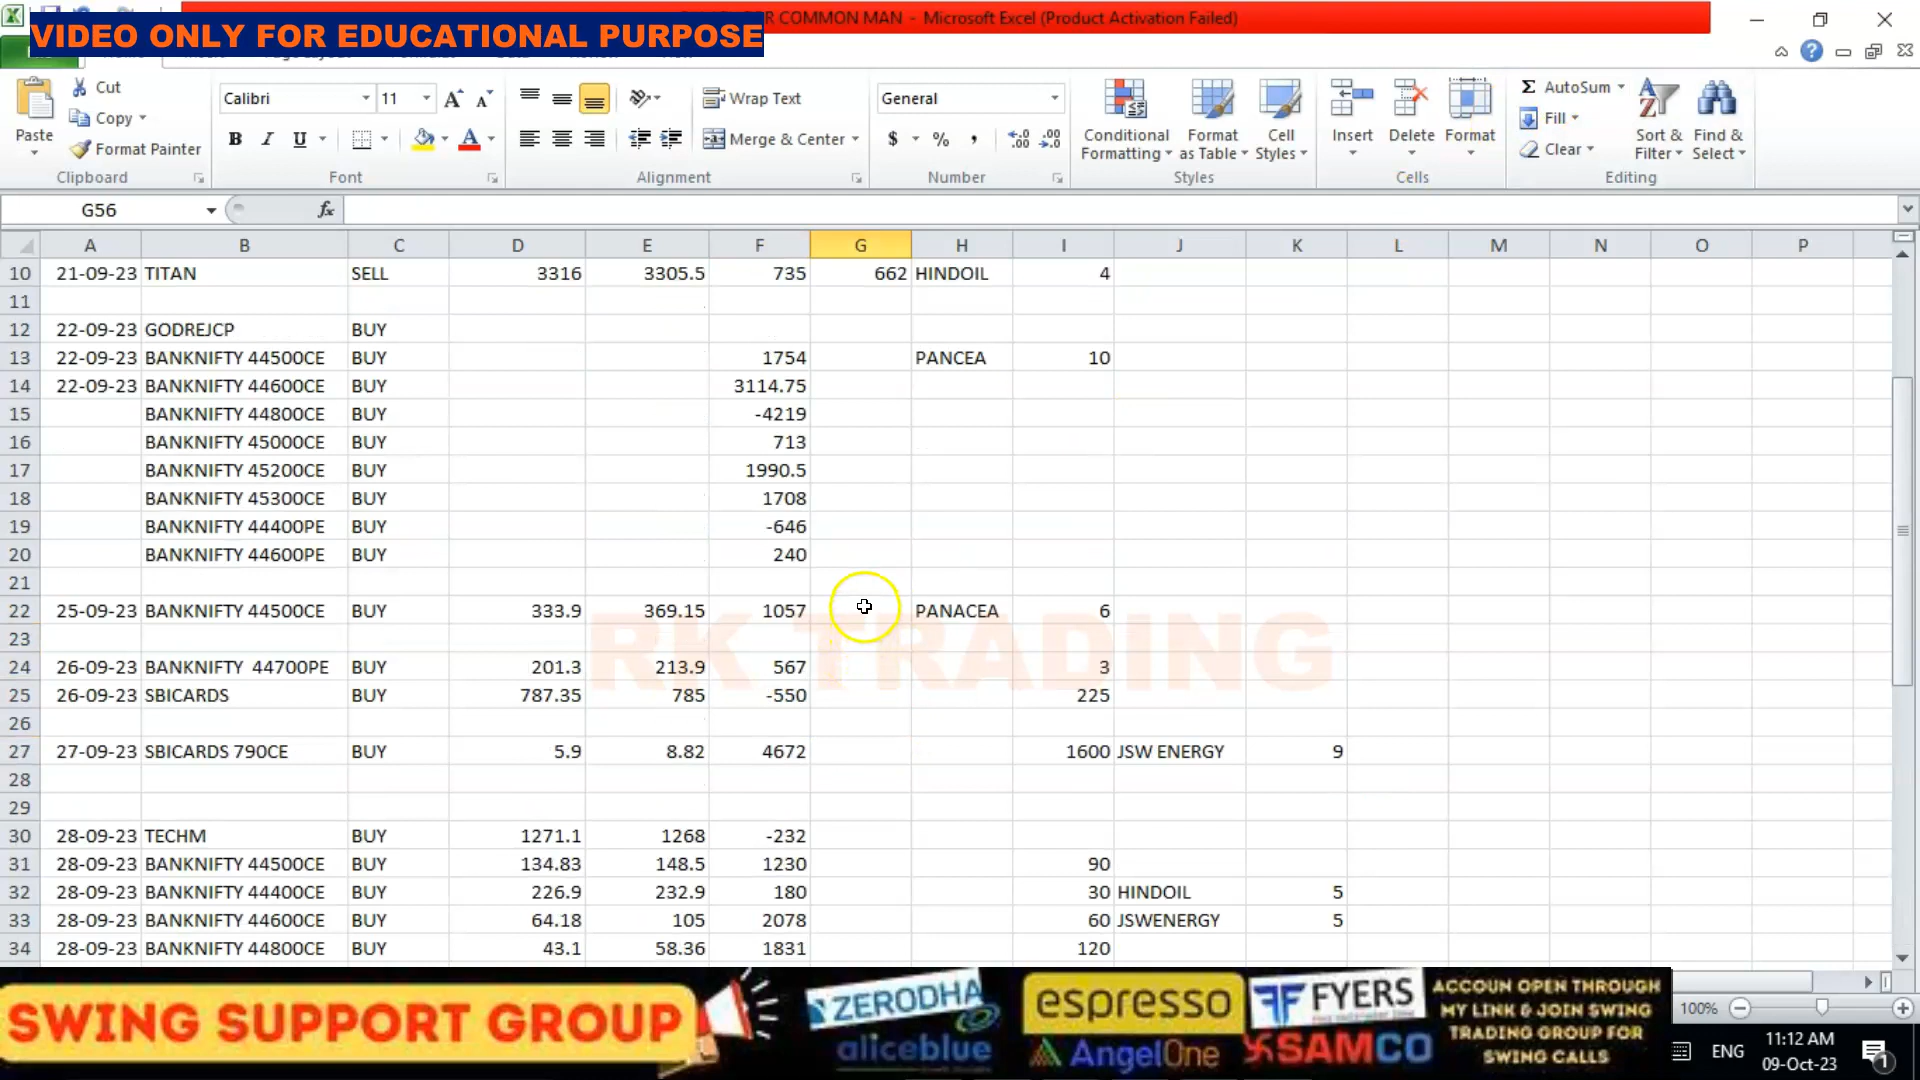 VIDEO ONLY FOR EDUCATIONAL PURPOSE
COMMON MAN - Microsoft Excel (Product Activation Failed)
Cut
Copy
Format Painter
Paste
Clipboard
Calibri 11
B I U
Font
Wrap Text
Merge & Center
Alignment
General
$ % ,
Number
Conditional Formatting
Format as Table
Cell Styles
Styles
Insert
Delete
Format
Cells
Σ AutoSum
Fill
Clear
Sort & Filter
Find & Select
Editing
G56
fx
A B C D E F G H I J K L M N O P
10 21-09-23 TITAN SELL 3316 3305.5 735 662 HINDOIL 4
11
12 22-09-23 GODREJCP BUY
13 22-09-23 BANKNIFTY 44500CE BUY 1754 PANCEA 10
14 22-09-23 BANKNIFTY 44600CE BUY 3114.75
15 BANKNIFTY 44800CE BUY -4219
16 BANKNIFTY 45000CE BUY 713
17 BANKNIFTY 45200CE BUY 1990.5
18 BANKNIFTY 45300CE BUY 1708
19 BANKNIFTY 44400PE BUY -646
20 BANKNIFTY 44600PE BUY 240
21
22 25-09-23 BANKNIFTY 44500CE BUY 333.9 369.15 1057 PANACEA 6
23
RK TRADING
24 26-09-23 BANKNIFTY 44700PE BUY 201.3 213.9 567 3
25 26-09-23 SBICARDS BUY 787.35 785 -550 225
26
27 27-09-23 SBICARDS 790CE BUY 5.9 8.82 4672 1600 JSW ENERGY 9
28
29
30 28-09-23 TECHM BUY 1271.1 1268 -232
31 28-09-23 BANKNIFTY 44500CE BUY 134.83 148.5 1230 90
32 28-09-23 BANKNIFTY 44400CE BUY 226.9 232.9 180 30 HINDOIL 5
33 28-09-23 BANKNIFTY 44600CE BUY 64.18 105 2078 60 JSWENERGY 5
34 28-09-23 BANKNIFTY 44800CE BUY 43.1 58.36 1831 120
SWING SUPPORT GROUP
ZERODHA
aliceblue
espresso
AngelOne
FYERS
SAMCO
ACCOUN OPEN THROUGH
MY LINK & JOIN SWING
TRADING GROUP FOR
SWING CALLS
100%
ENG
11:12 AM
09-Oct-23
1